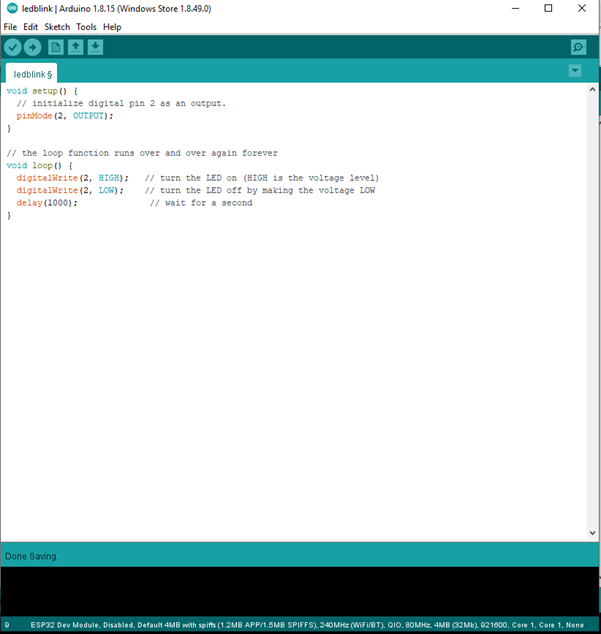 ledblink | Arduino 1.8.15 (Windows Store 1.8.49.0)
File Edit Sketch Tools Help
ledblink §
void setup() {
  // initialize digital pin 2 as an output.
  pinMode(2, OUTPUT);
}

// the loop function runs over and over again forever
void loop() {
  digitalWrite(2, HIGH);   // turn the LED on (HIGH is the voltage level)
  digitalWrite(2, LOW);    // turn the LED off by making the voltage LOW
  delay(1000);              // wait for a second
}
Done Saving.
9 ESP32 Dev Module, Disabled, Default 4MB with spiffs (1.2MB APP/1.5MB SPIFFS), 240MHz (WiFi/BT), QIO, 80MHz, 4MB (32Mb), 921600, Core 1, Core 1, None